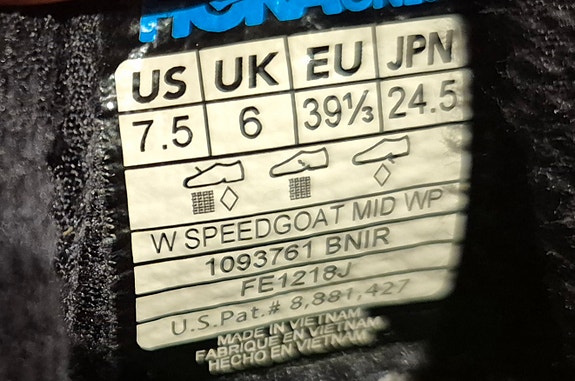 US UK EU JPN
7.5 6 39⅓ 24.5
W SPEEDGOAT MID WP
1093761 BNIR
FE1218J
U.S.Pat.# 8,881,427
MADE IN VIETNAM
FABRIQUE EN VIETNAM
HECHO EN VIETNAM